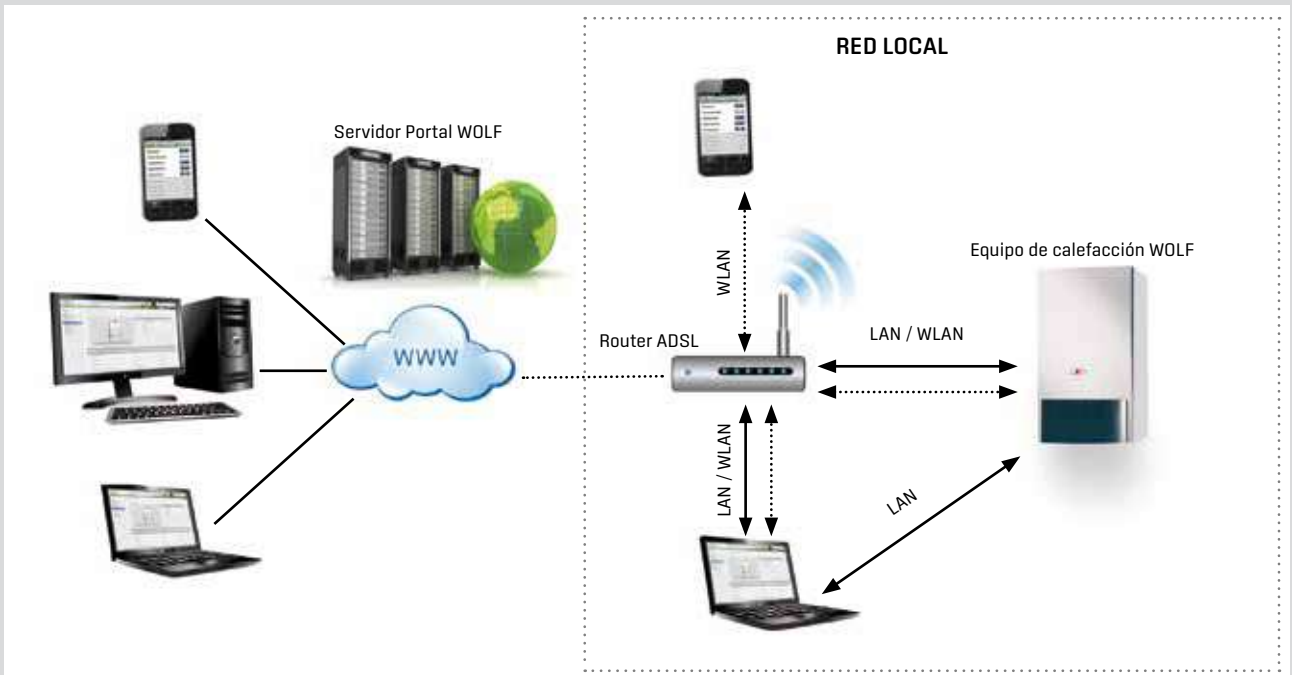 RED LOCAL
Servidor Portal WOLF
WWW
Router ADSL
WLAN
LAN / WLAN
Equipo de calefacción WOLF
LAN / WLAN
LAN